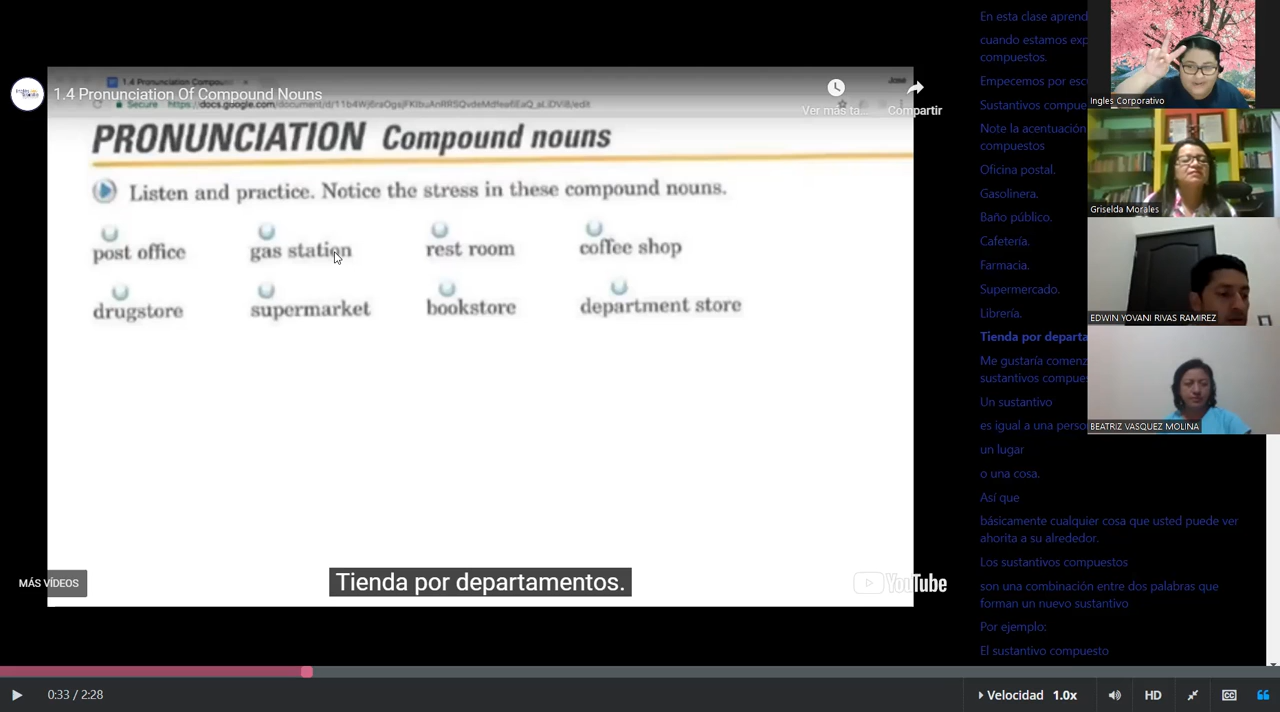 1.4 Pronunciation Of Compound Nouns
Ver más ta...
Compartir
PRONUNCIATION Compound nouns
Listen and practice. Notice the stress in these compound nouns.
post office gas station rest room coffee shop
drugstore supermarket bookstore department store
Tienda por departamentos.
MÁS VÍDEOS
YouTube
En esta clase aprend
cuando estamos exp
compuestos.
Empecemos por esc
Sustantivos compue
Note la acentuación
compuestos
Oficina postal.
Gasolinera.
Baño público.
Cafetería.
Farmacia.
Supermercado.
Librería.
Tienda por departa
Me gustaría comenz
sustantivos compues
Un sustantivo
es igual a una perso
un lugar
o una cosa.
Así que
básicamente cualquier cosa que usted puede ver
ahorita a su alrededor.
Los sustantivos compuestos
son una combinación entre dos palabras que
forman un nuevo sustantivo
Por ejemplo:
El sustantivo compuesto
Ingles Corporativo
Griselda Morales
EDWIN YOVANI RIVAS RAMIREZ
BEATRIZ VASQUEZ MOLINA
0:33 / 2:28
Velocidad 1.0x
HD
CC